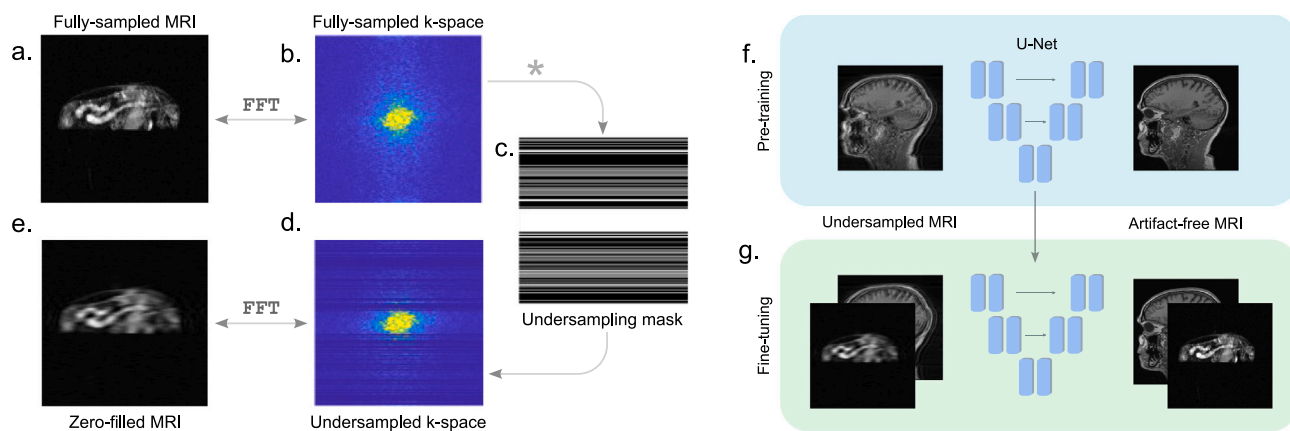 Fully-sampled MRI
Fully-sampled k-space
a.
b.
*
FFT
c.
Undersampling mask
e.
d.
FFT
Zero-filled MRI
Undersampled k-space
f.
U-Net
Pre-training
Undersampled MRI
Artifact-free MRI
g.
Fine-tuning